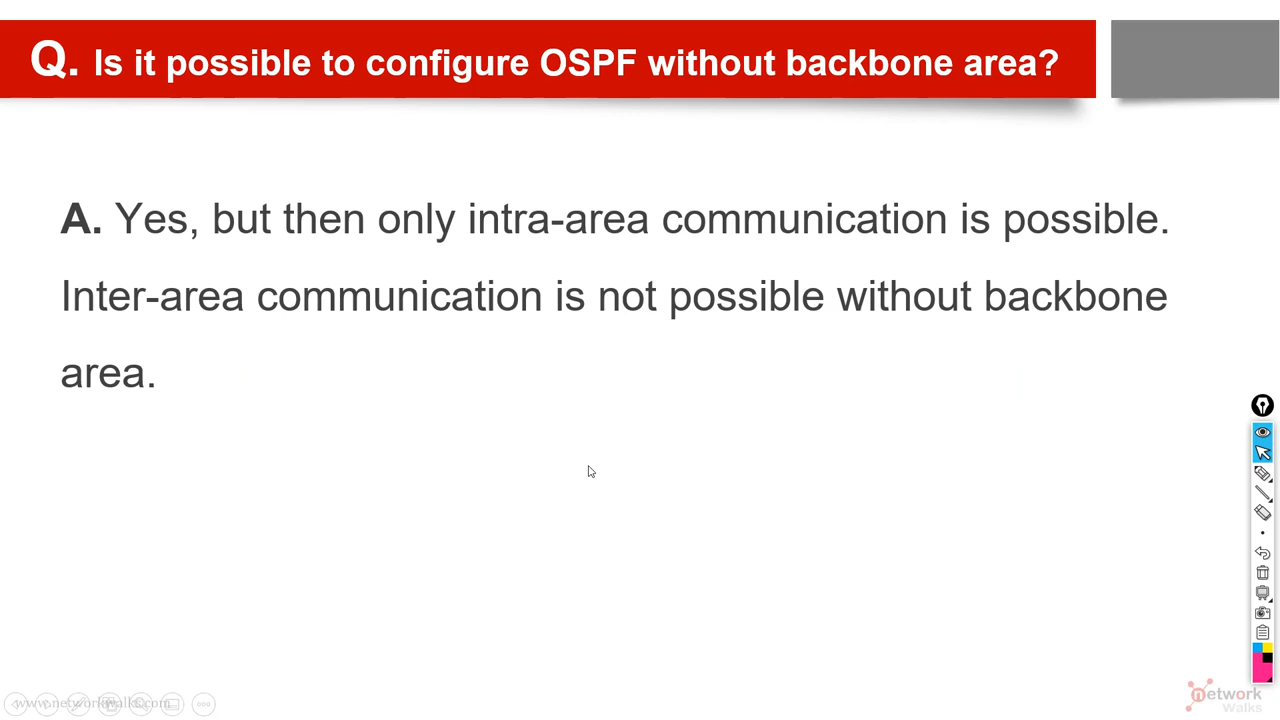 Q. Is it possible to configure OSPF without backbone area?
A. Yes, but then only intra-area communication is possible.
Inter-area communication is not possible without backbone
area.
www.networkwalks.com
network
Walks